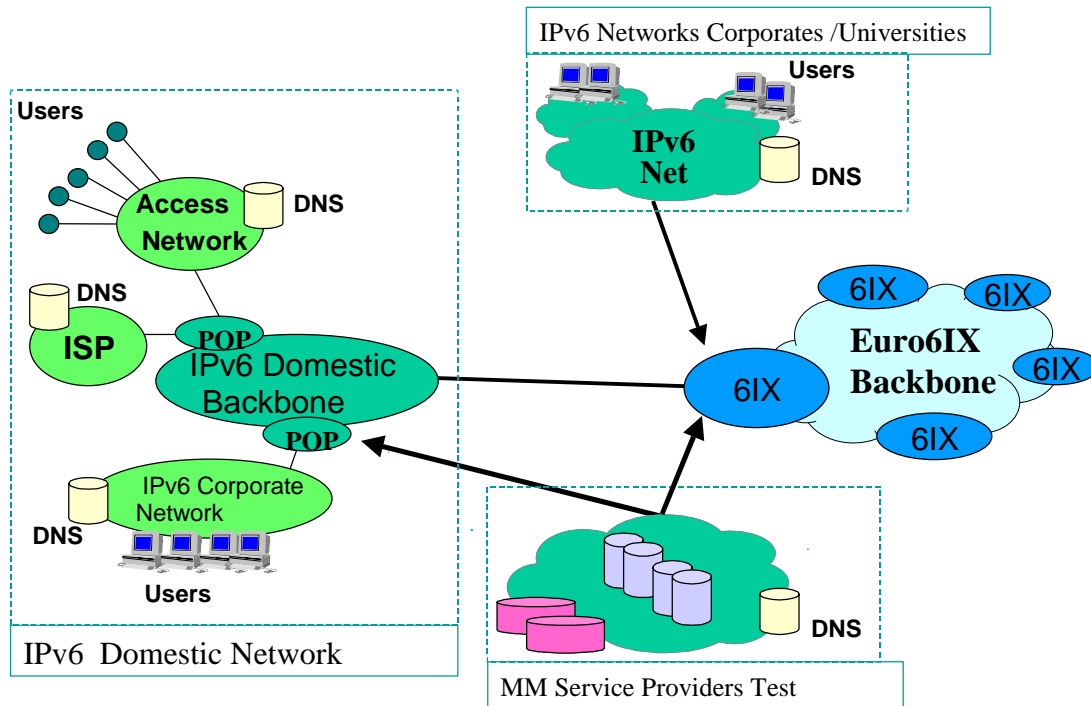 IPv6 Networks Corporates /Universities
Users
IPv6
Net
DNS
Users
Access
Network
DNS
DNS
ISP
POP
IPv6 Domestic
Backbone
POP
IPv6 Corporate
Network
DNS
Users
IPv6 Domestic Network
6IX
6IX
6IX
6IX
6IX
Euro6IX
Backbone
DNS
MM Service Providers Test